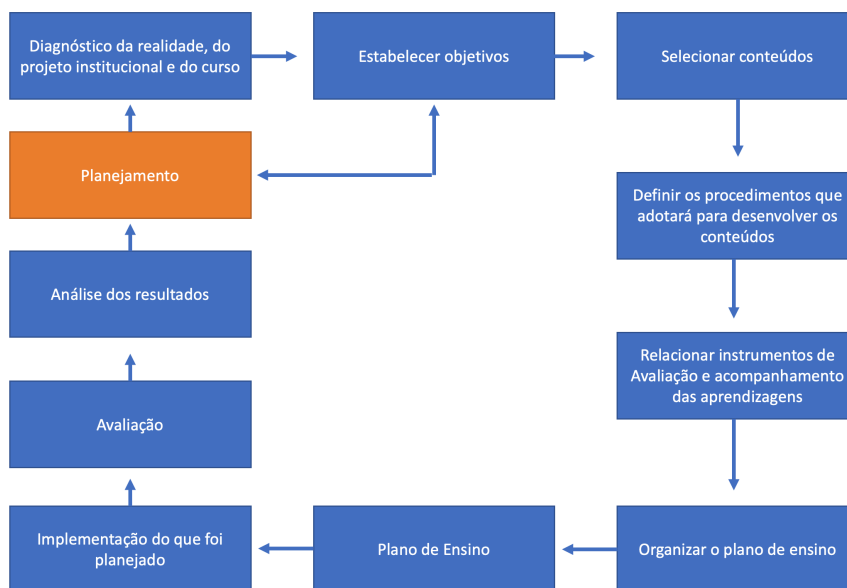 Diagnóstico da realidade, do
projeto institucional e do curso
Estabelecer objetivos
Selecionar conteúdos
Planejamento
Definir os procedimentos que
adotará para desenvolver os
conteúdos
Análise dos resultados
Relacionar instrumentos de
Avaliação e acompanhamento
das aprendizagens
Avaliação
Implementação do que foi
planejado
Plano de Ensino
Organizar o plano de ensino